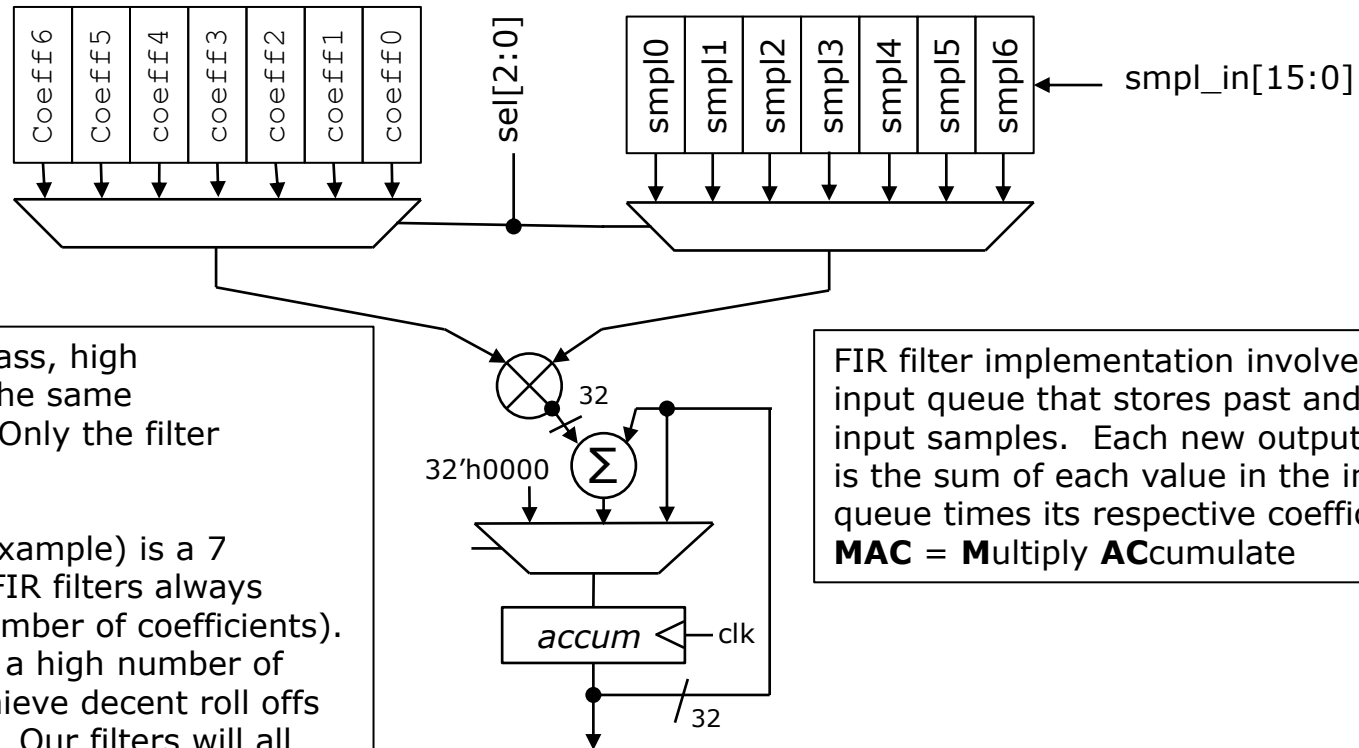 Coeff6
Coeff5
coeff4
coeff3
coeff2
coeff1
coeff0
sel[2:0]
smpl0
smpl1
smpl2
smpl3
smpl4
smpl5
smpl6
smpl_in[15:0]
ass, high
he same
Only the filter
example) is a 7
FIR filters always
umber of coefficients).
a high number of
hieve decent roll offs
. Our filters will all
32
Σ
32'h0000
accum
clk
32
FIR filter implementation involve
input queue that stores past and
input samples. Each new output
is the sum of each value in the in
queue times its respective coeffic
MAC = Multiply ACcumulate